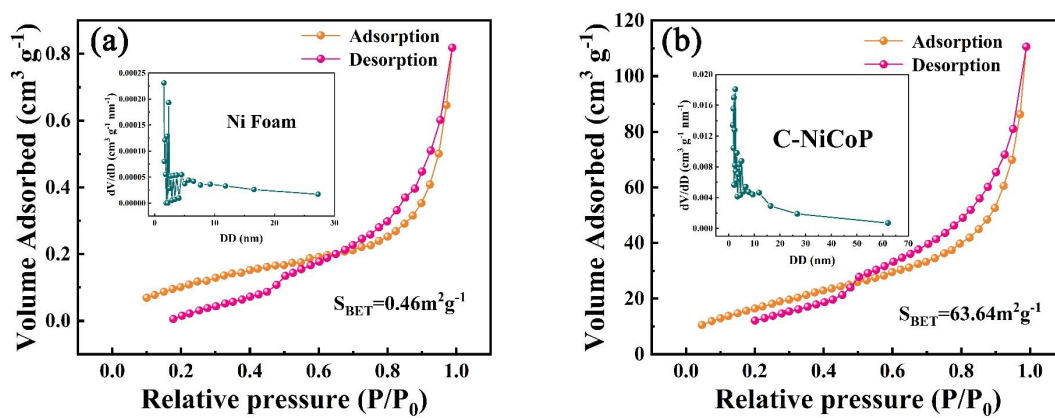 (a)
Adsorption
Desorption
Ni Foam
dV/dD (cm³ g⁻¹ nm⁻¹)
0.00025
0.00020
0.00015
0.00010
0.00005
0.00000
0
10
20
30
DD (nm)
S_BET=0.46m²g⁻¹
Volume Adsorbed (cm³ g⁻¹)
0.8
0.6
0.4
0.2
0.0
0.0 0.2 0.4 0.6 0.8 1.0
Relative pressure (P/P₀)
(b)
Adsorption
Desorption
C-NiCoP
dV/dD (cm³ g⁻¹ nm⁻¹)
0.020
0.016
0.012
0.008
0.004
0.000
0 10 20 30 40 50 60 70
DD (nm)
S_BET=63.64m²g⁻¹
Volume Adsorbed (cm³ g⁻¹)
120
100
80
60
40
20
0
0.0 0.2 0.4 0.6 0.8 1.0
Relative pressure (P/P₀)